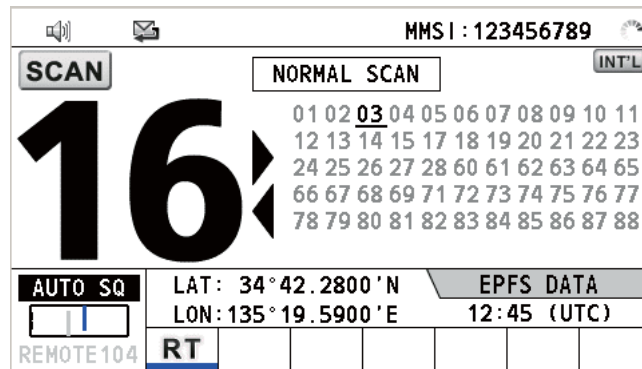 MMSI:123456789
SCAN
NORMAL SCAN
INT'L
16
01 02 03 04 05 06 07 08 09 10 11
12 13 14 15 17 18 19 20 21 22 23
24 25 26 27 28 60 61 62 63 64 65
66 67 68 69 71 72 73 74 75 76 77
78 79 80 81 82 83 84 85 86 87 88
AUTO SQ
LAT: 34°42.2800'N
EPFS DATA
LON:135°19.5900'E
12:45 (UTC)
REMOTE104
RT